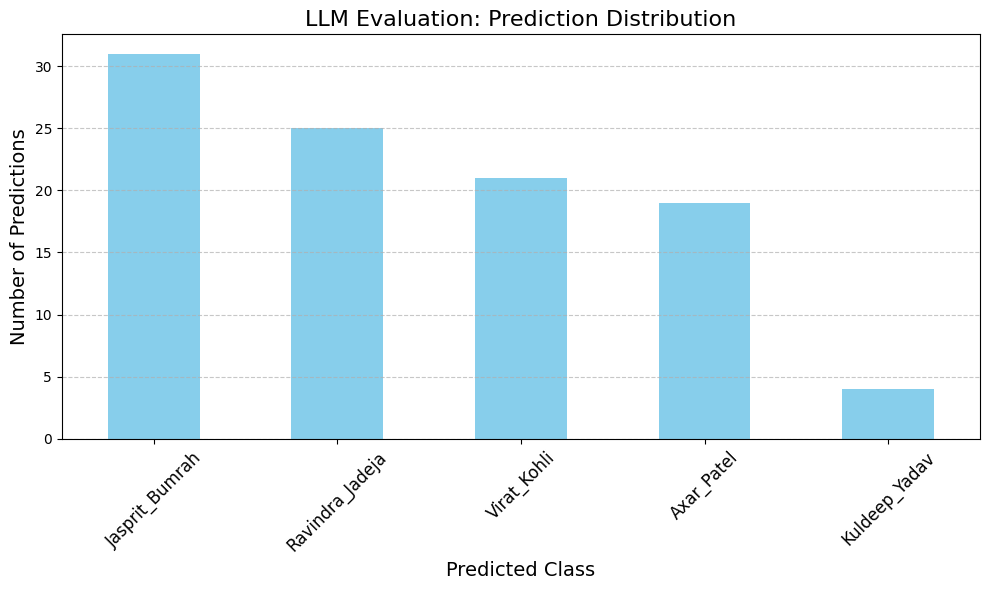 LLM Evaluation: Prediction Distribution
Number of Predictions
30
25
20
15
10
5
0
Jasprit_Bumrah
Ravindra_Jadeja
Virat_Kohli
Axar_Patel
Kuldeep_Yadav
Predicted Class